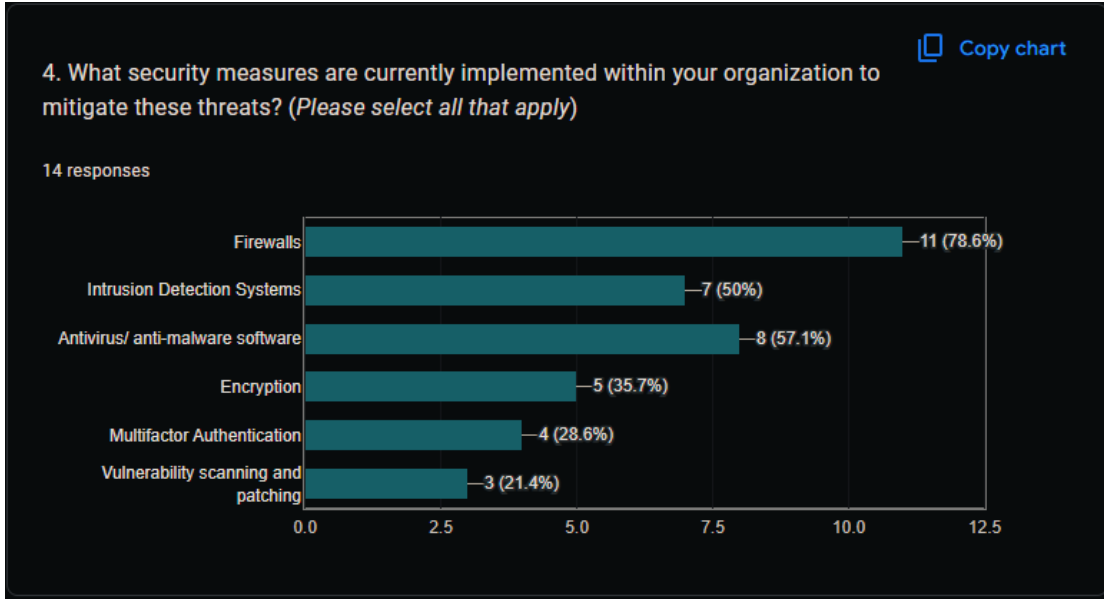 Copy chart
4. What security measures are currently implemented within your organization to
mitigate these threats? (Please select all that apply)
14 responses
Firewalls
11 (78.6%)
Intrusion Detection Systems
7 (50%)
Antivirus/ anti-malware software
8 (57.1%)
Encryption
5 (35.7%)
Multifactor Authentication
4 (28.6%)
Vulnerability scanning and
patching
3 (21.4%)
0.0 2.5 5.0 7.5 10.0 12.5